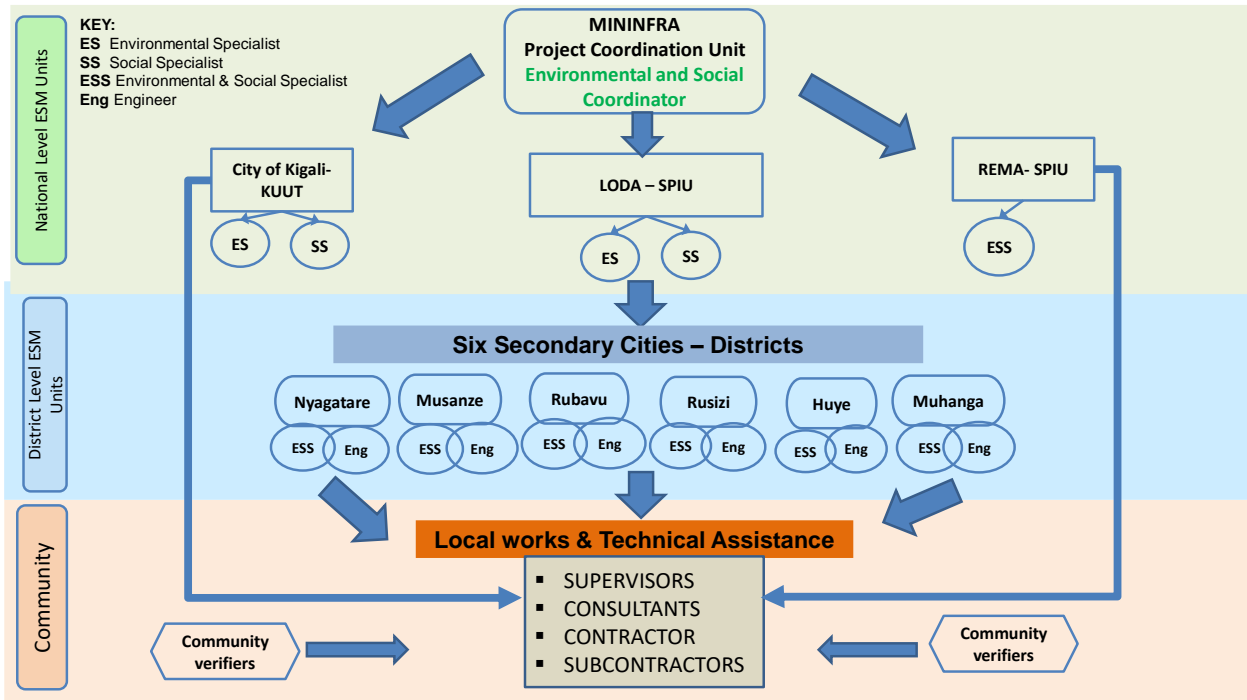 KEY:
ES Environmental Specialist
SS Social Specialist
ESS Environmental & Social Specialist
Eng Engineer
MININFRA
Project Coordination Unit
Environmental and Social
Coordinator
National Level ESM Units
City of Kigali-
KUUT
LODA – SPIU
REMA- SPIU
ES
SS
ES
SS
ESS
District Level ESM
Units
Six Secondary Cities – Districts
Nyagatare
Musanze
Rubavu
Rusizi
Huye
Muhanga
ESS
Eng
ESS
Eng
ESS
Eng
ESS
Eng
ESS
Eng
ESS
Eng
Community
Local works & Technical Assistance
▪ SUPERVISORS
▪ CONSULTANTS
▪ CONTRACTOR
▪ SUBCONTRACTORS
Community
verifiers
Community
verifiers